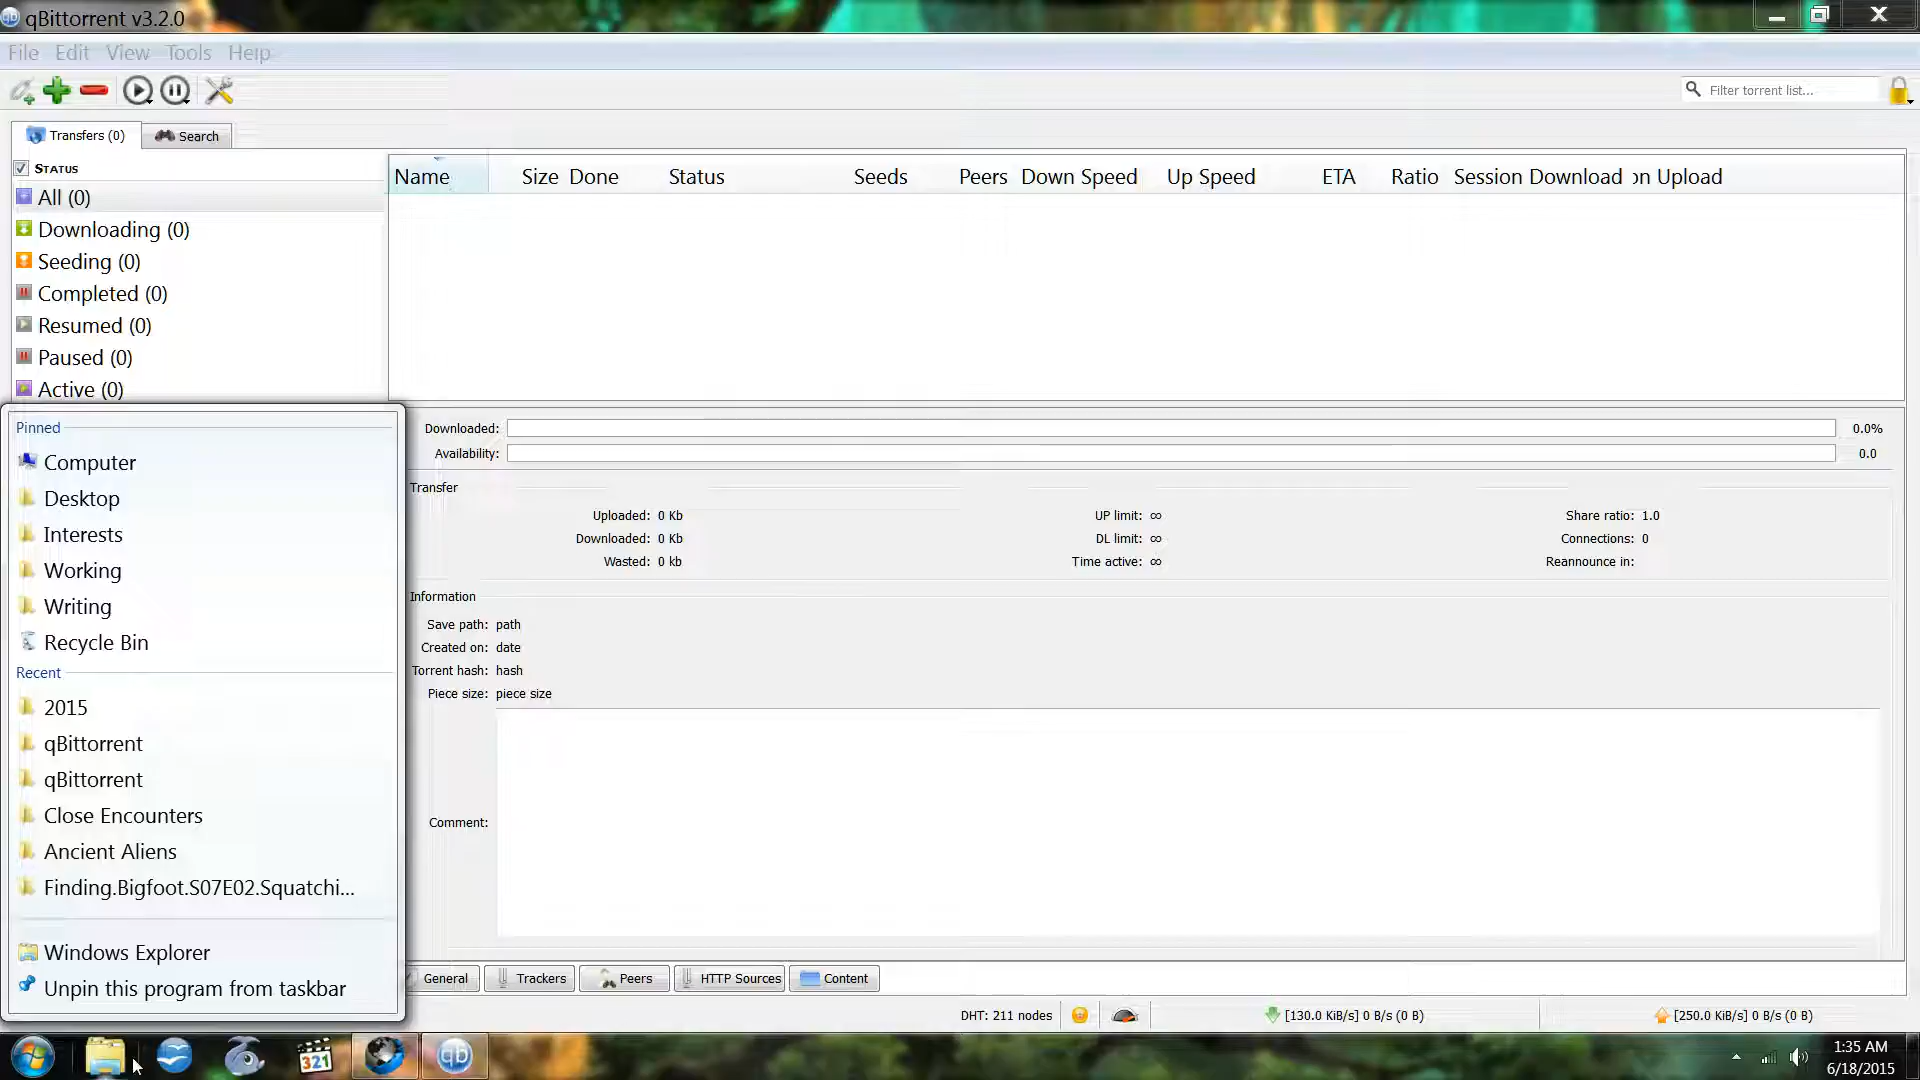 qBittorrent v3.2.0
File Edit View Tools Help
Filter torrent list...
Transfers (0) Search
STATUS
All (0)
Downloading (0)
Seeding (0)
Completed (0)
Resumed (0)
Paused (0)
Active (0)
Name Size Done Status Seeds Peers Down Speed Up Speed ETA Ratio Session Download on Upload
Pinned
Computer
Desktop
Interests
Working
Writing
Recycle Bin
Recent
2015
qBittorrent
qBittorrent
Close Encounters
Ancient Aliens
Finding.Bigfoot.S07E02.Squatchi...
Windows Explorer
Unpin this program from taskbar
Downloaded: 0.0%
Availability: 0.0
Transfer
Uploaded: 0 Kb UP limit: ∞ Share ratio: 1.0
Downloaded: 0 Kb DL limit: ∞ Connections: 0
Wasted: 0 kb Time active: ∞ Reannounce in:
Information
Save path: path
Created on: date
Torrent hash: hash
Piece size: piece size
Comment:
General Trackers Peers HTTP Sources Content
DHT: 211 nodes [130.0 KiB/s] 0 B/s (0 B) [250.0 KiB/s] 0 B/s (0 B)
321
qb
1:35 AM
6/18/2015